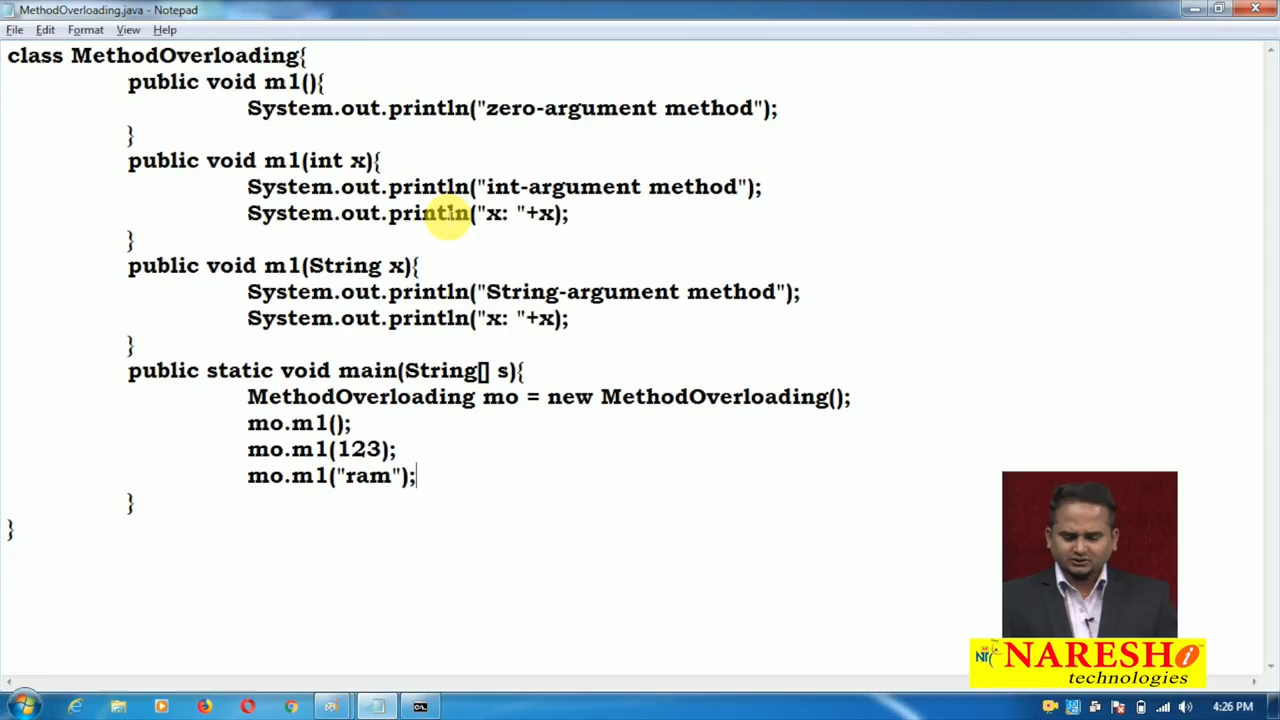 MethodOverloading.java - Notepad
File Edit Format View Help
class MethodOverloading{
public void m1(){
System.out.println("zero-argument method");
}
public void m1(int x){
System.out.println("int-argument method");
System.out.println("x: "+x);
}
public void m1(String x){
System.out.println("String-argument method");
System.out.println("x: "+x);
}
public static void main(String[] s){
MethodOverloading mo = new MethodOverloading();
mo.m1();
mo.m1(123);
mo.m1("ram");
}
}
NARESH i
technologies
4:26 PM